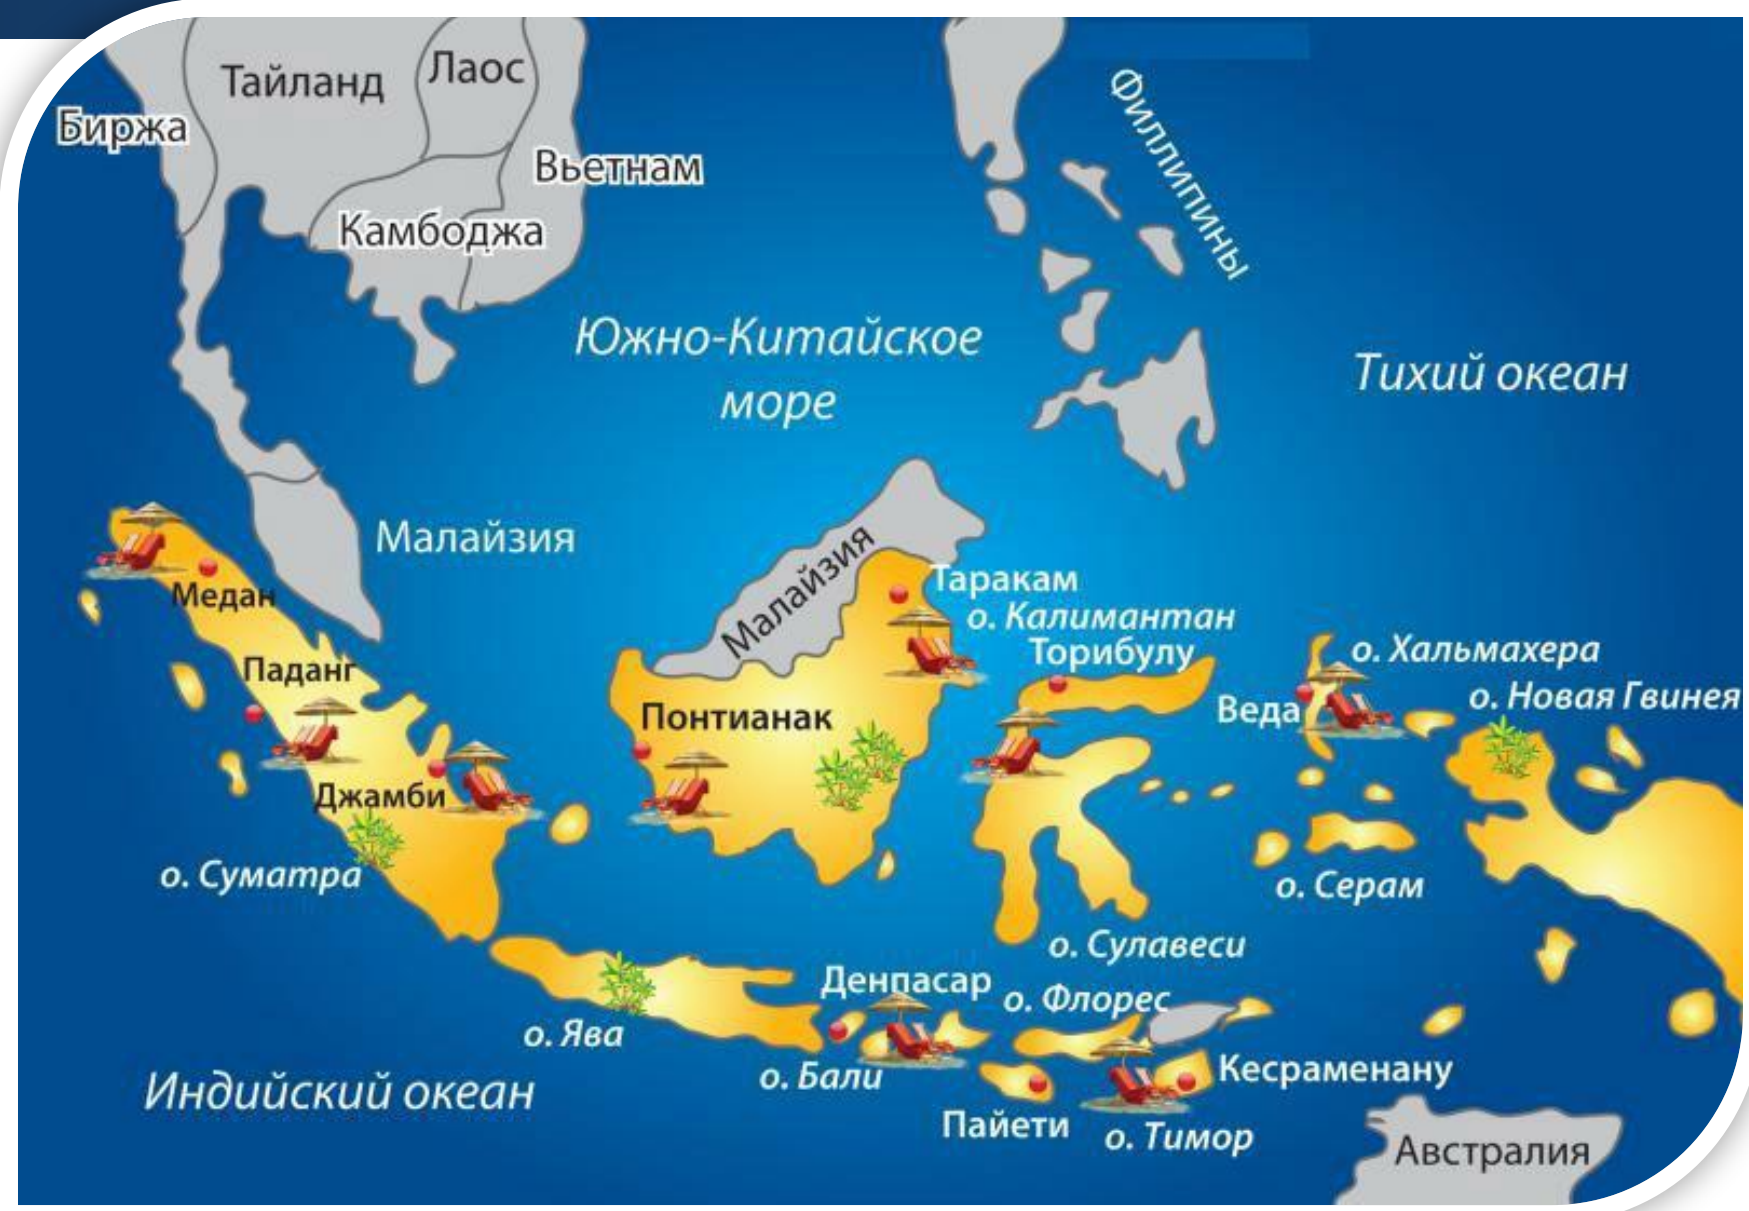 Тайланд
Лаос
Биржа
Вьетнам
Камбоджа
Филлипины
Южно-Китайское
море
Тихий океан
Малайзия
Малайзия
Медан
Таракам
о. Калимантан
Торибулу
о. Хальмахера
Паданг
о. Новая Гвинея
Понтианак
Веда
Джамби
о. Суматра
о. Серам
о. Сулавеси
Денпасар
о. Флорес
о. Ява
о. Бали
Кесраменану
Индийский океан
Пайети
о. Тимор
Австралия